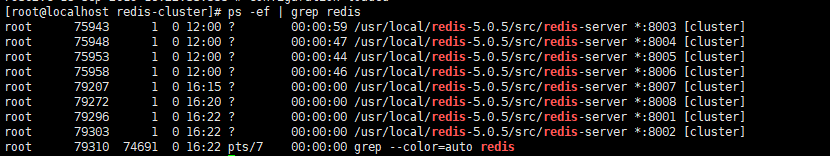 [root@localhost redis-cluster]# ps -ef | grep redis
root 75943 1 0 12:00 ? 00:00:59 /usr/local/redis-5.0.5/src/redis-server *:8003 [cluster]
root 75948 1 0 12:00 ? 00:00:47 /usr/local/redis-5.0.5/src/redis-server *:8004 [cluster]
root 75953 1 0 12:00 ? 00:00:44 /usr/local/redis-5.0.5/src/redis-server *:8005 [cluster]
root 75958 1 0 12:00 ? 00:00:46 /usr/local/redis-5.0.5/src/redis-server *:8006 [cluster]
root 79207 1 0 16:15 ? 00:00:00 /usr/local/redis-5.0.5/src/redis-server *:8007 [cluster]
root 79272 1 0 16:20 ? 00:00:00 /usr/local/redis-5.0.5/src/redis-server *:8008 [cluster]
root 79296 1 0 16:22 ? 00:00:00 /usr/local/redis-5.0.5/src/redis-server *:8001 [cluster]
root 79303 1 0 16:22 ? 00:00:00 /usr/local/redis-5.0.5/src/redis-server *:8002 [cluster]
root 79310 74691 0 16:22 pts/7 00:00:00 grep --color=auto redis